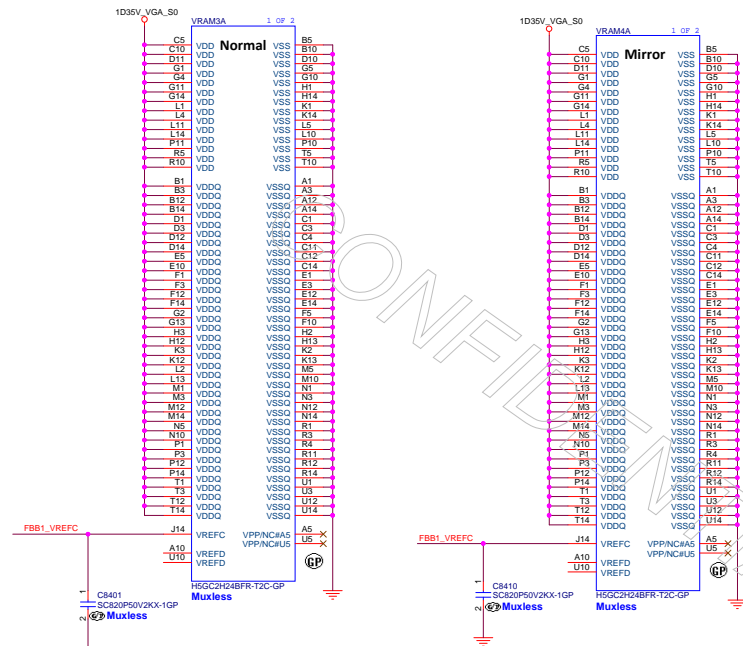 1D35V_VGA_S0
VRAM3A 1 OF 2
Normal
C5 VDD VSS B5
C10 VDD VSS B10
D11 VDD VSS D10
G1 VDD VSS G5
G4 VDD VSS G10
G11 VDD VSS H1
G14 VDD VSS H14
L1 VDD VSS K1
L4 VDD VSS K14
L11 VDD VSS L5
L14 VDD VSS L10
P11 VDD VSS P10
R5 VDD VSS T5
R10 VDD VSS T10
B1 VDDQ VSSQ A1
B3 VDDQ VSSQ A3
B12 VDDQ VSSQ A12
B14 VDDQ VSSQ A14
D1 VDDQ VSSQ C1
D3 VDDQ VSSQ C3
D12 VDDQ VSSQ C4
D14 VDDQ VSSQ C11
E5 VDDQ VSSQ C12
E10 VDDQ VSSQ C14
F1 VDDQ VSSQ E1
F3 VDDQ VSSQ E3
F12 VDDQ VSSQ E12
F14 VDDQ VSSQ E14
G2 VDDQ VSSQ F5
G13 VDDQ VSSQ F10
H3 VDDQ VSSQ H2
H12 VDDQ VSSQ H13
K3 VDDQ VSSQ K2
K12 VDDQ VSSQ K13
L2 VDDQ VSSQ M5
L13 VDDQ VSSQ M10
M1 VDDQ VSSQ N1
M3 VDDQ VSSQ N3
M12 VDDQ VSSQ N12
M14 VDDQ VSSQ N14
N5 VDDQ VSSQ R1
N10 VDDQ VSSQ R3
P1 VDDQ VSSQ R4
P3 VDDQ VSSQ R11
P12 VDDQ VSSQ R12
P14 VDDQ VSSQ R14
T1 VDDQ VSSQ U1
T3 VDDQ VSSQ U3
T12 VDDQ VSSQ U12
T14 VDDQ VSSQ U14
FBB1_VREFC J14 VREFC VPP/NC#A5 A5
VPP/NC#U5 U5
A10 VREFD
U10 VREFD
GP
H5GC2H24BFR-T2C-GP
Muxless
1
C8401
SC820P50V2KX-1GP
2 Muxless
1D35V_VGA_S0
VRAM4A 1 OF 2
Mirror
C5 VDD VSS B5
C10 VDD VSS B10
D11 VDD VSS D10
G1 VDD VSS G5
G4 VDD VSS G10
G11 VDD VSS H1
G14 VDD VSS H14
L1 VDD VSS K1
L4 VDD VSS K14
L11 VDD VSS L5
L14 VDD VSS L10
P11 VDD VSS P10
R5 VDD VSS T5
R10 VDD VSS T10
B1 VDDQ VSSQ A1
B3 VDDQ VSSQ A3
B12 VDDQ VSSQ A12
B14 VDDQ VSSQ A14
D1 VDDQ VSSQ C1
D3 VDDQ VSSQ C3
D12 VDDQ VSSQ C4
D14 VDDQ VSSQ C11
E5 VDDQ VSSQ C12
E10 VDDQ VSSQ C14
F1 VDDQ VSSQ E1
F3 VDDQ VSSQ E3
F12 VDDQ VSSQ E12
F14 VDDQ VSSQ E14
G2 VDDQ VSSQ F5
G13 VDDQ VSSQ F10
H3 VDDQ VSSQ H2
H12 VDDQ VSSQ H13
K3 VDDQ VSSQ K2
K12 VDDQ VSSQ K13
L2 VDDQ VSSQ M5
L13 VDDQ VSSQ M10
M1 VDDQ VSSQ N1
M3 VDDQ VSSQ N3
M12 VDDQ VSSQ N12
M14 VDDQ VSSQ N14
N5 VDDQ VSSQ R1
N10 VDDQ VSSQ R3
P1 VDDQ VSSQ R4
P3 VDDQ VSSQ R11
P12 VDDQ VSSQ R12
P14 VDDQ VSSQ R14
T1 VDDQ VSSQ U1
T3 VDDQ VSSQ U3
T12 VDDQ VSSQ U12
T14 VDDQ VSSQ U14
FBB1_VREFC J14 VREFC VPP/NC#A5 A5
VPP/NC#U5 U5
A10 VREFD
U10 VREFD
GP
H5GC2H24BFR-T2C-GP
Muxless
1
C8410
SC820P50V2KX-1GP
2 Muxless